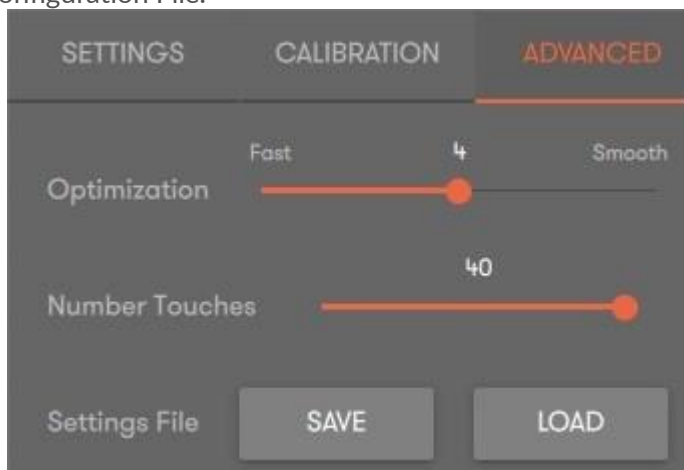 SETTINGS CALIBRATION ADVANCED
Fast 4 Smooth
Optimization
40
Number Touches
Settings File SAVE LOAD